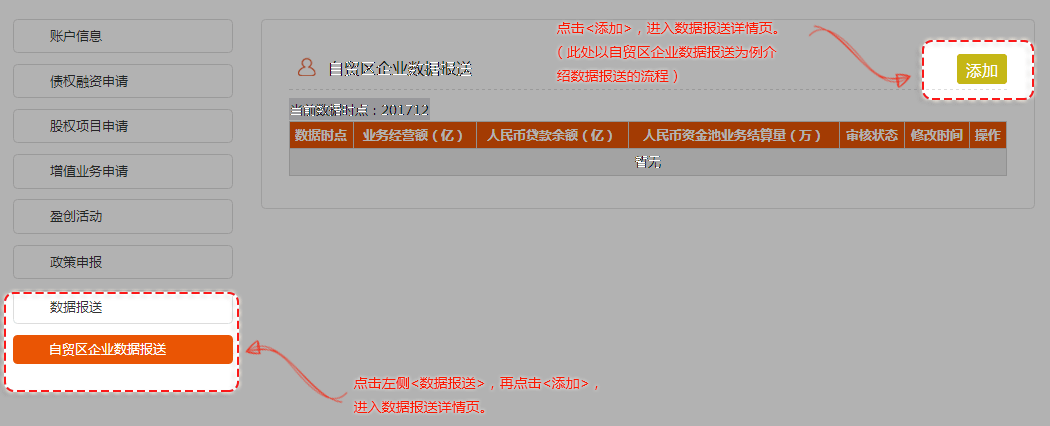 账户信息
债权融资申请
股权项目申请
增值业务申请
盈创活动
政策申报
数据报送
自贸区企业数据报送
点击<添加>，进入数据报送详情页。
（此处以自贸区企业数据报送为例介
绍数据报送的流程）
自贸区企业数据报送
添加
当前数据时点：201712
数据时点 业务经营额（亿） 人民币贷款余额（亿） 人民币资金池业务结算量（万） 审核状态 修改时间 操作
暂无
点击左侧<数据报送>，再点击<添加>，
进入数据报送详情页。